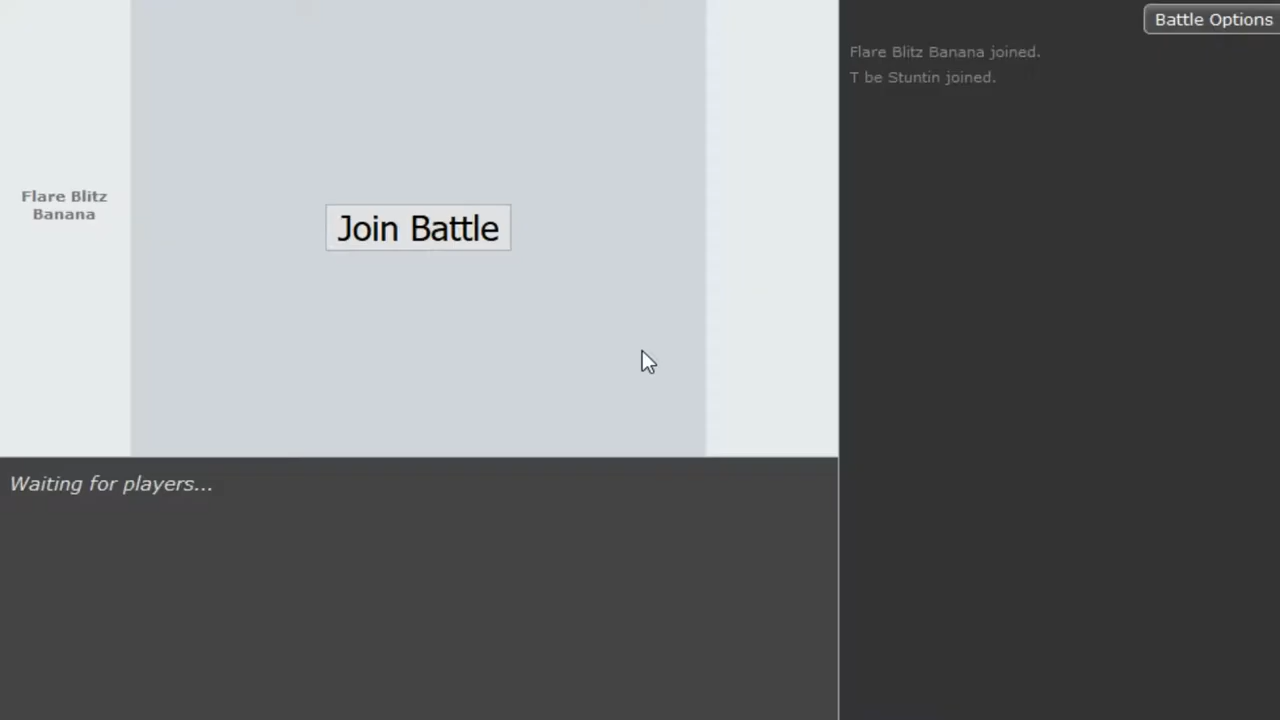 Battle Options
Flare Blitz Banana joined.
T be Stuntin joined.
Flare Blitz
Banana
Join Battle
Waiting for players...